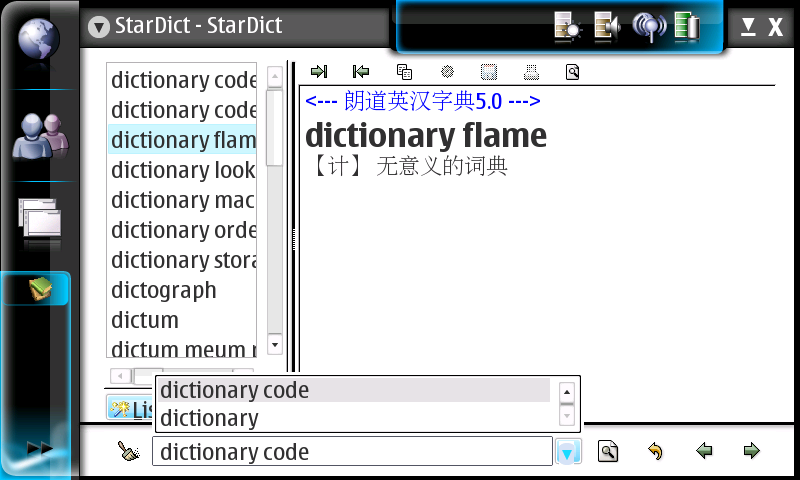 StarDict - StarDict
X
dictionary code
dictionary code
dictionary flam
dictionary look
dictionary mac
dictionary orde
dictionary stora
dictograph
dictum
dictum meum
<--- 朗道英汉字典5.0 --->
dictionary flame
【计】 无意义的词典
dictionary code
dictionary
Lis
dictionary code